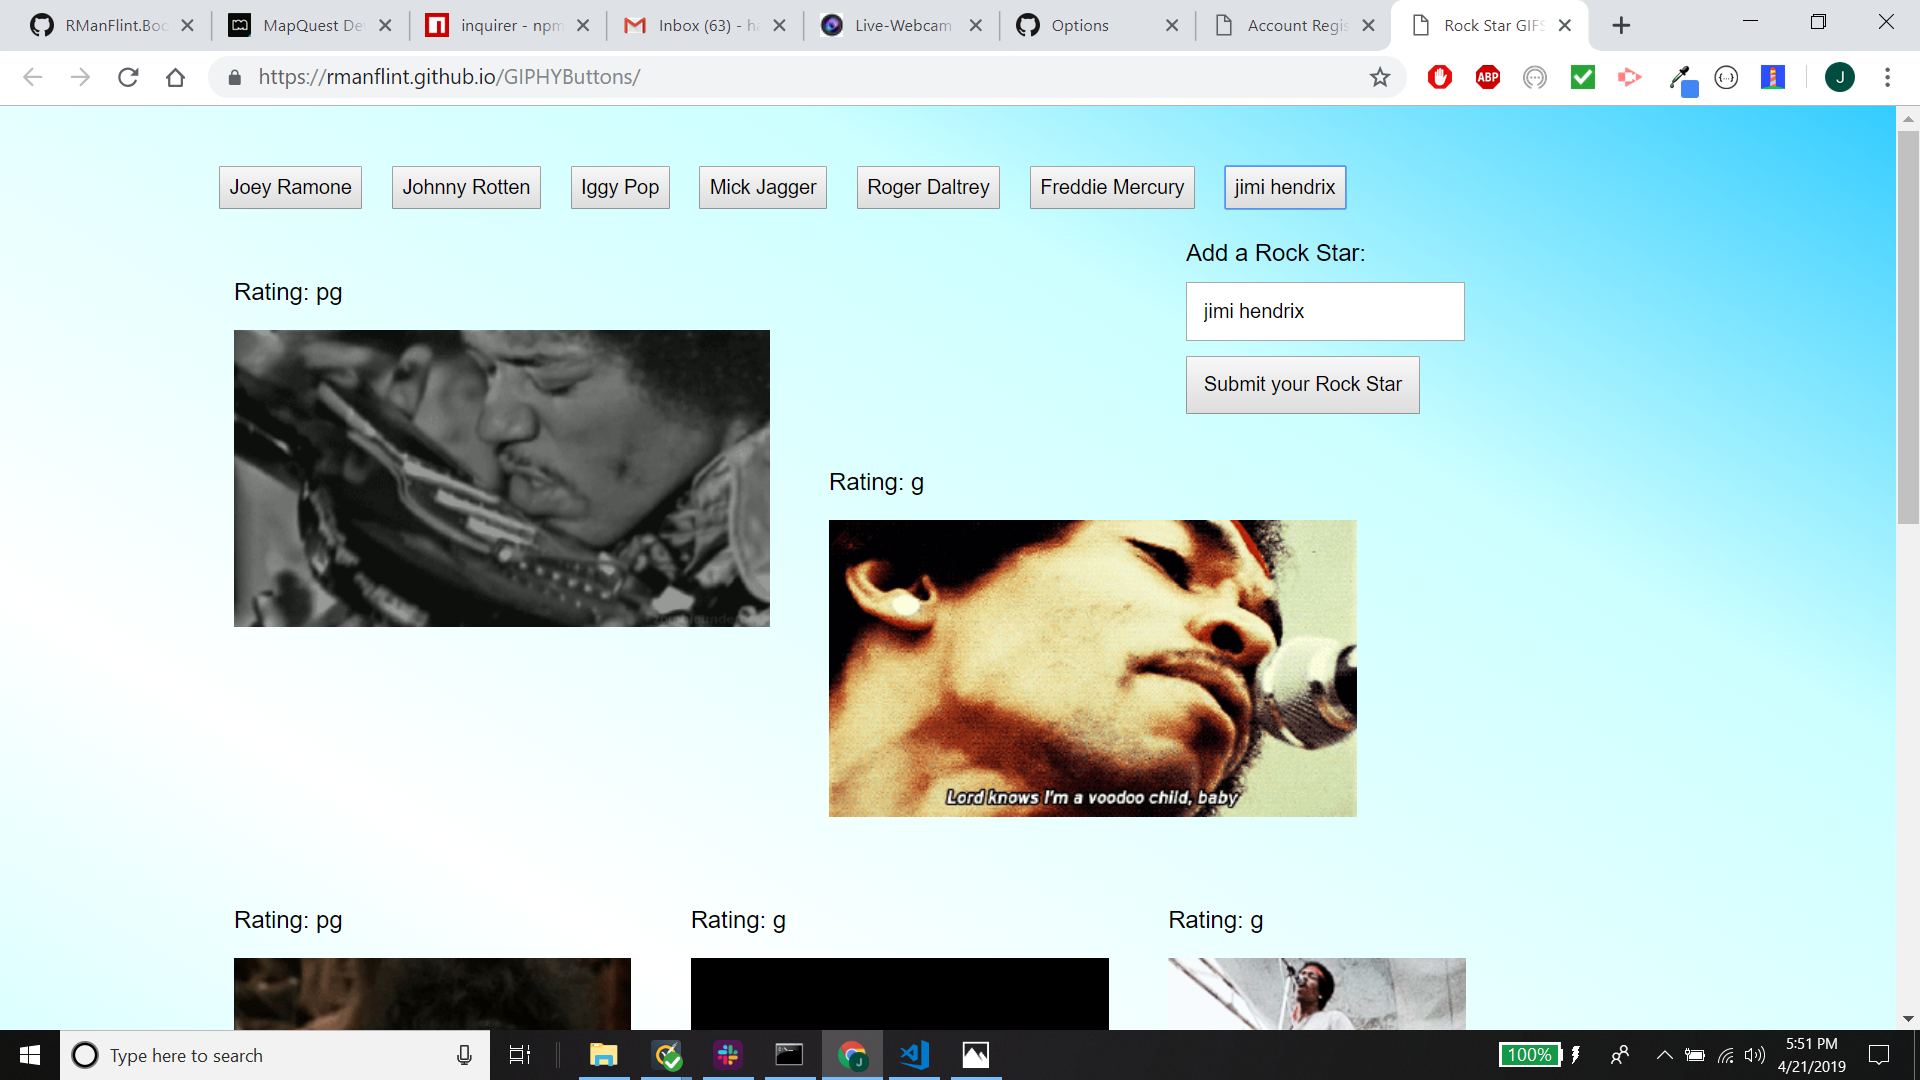 RManFlint.Boc
MapQuest De
inquirer - npm
Inbox (63) - h
Live-Webcam
Options
Account Regis
Rock Star GIFS
https://rmanflint.github.io/GIPHYButtons/
ABP
J
Joey Ramone
Johnny Rotten
Iggy Pop
Mick Jagger
Roger Daltrey
Freddie Mercury
jimi hendrix
Add a Rock Star:
jimi hendrix
Submit your Rock Star
Rating: pg
Rating: g
Lord knows I'm a voodoo child, baby
Rating: pg
Rating: g
Rating: g
Type here to search
J
100%
5:51 PM
4/21/2019